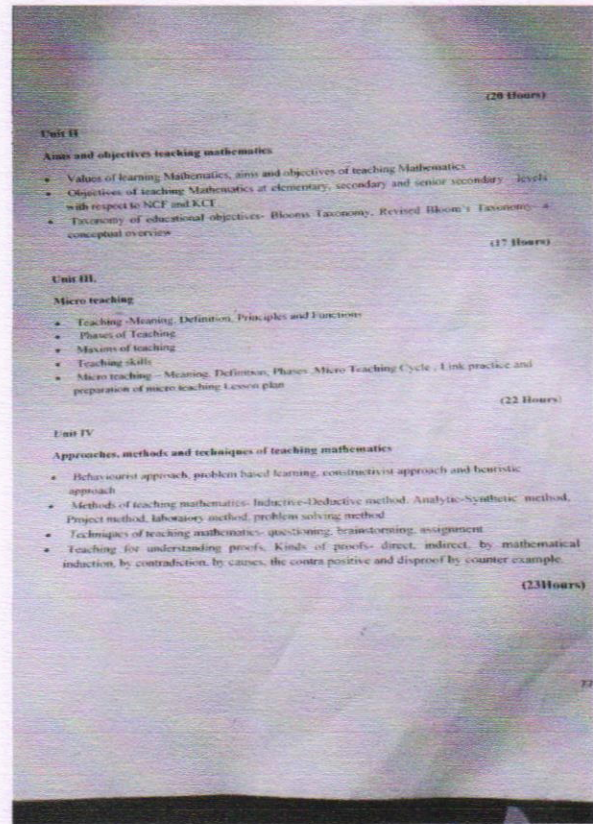 (20 Hours)
Unit II
Aims and objectives teaching mathematics
• Values of learning Mathematics, aims and objectives of teaching Mathematics
• Objectives of teaching Mathematics at elementary, secondary and senior secondary levels
with respect to NCF and KCF
• Taxonomy of educational objectives- Blooms Taxonomy, Revised Bloom's Taxonomy- a
conceptual overview
(17 Hours)
Unit III.
Micro teaching
• Teaching -Meaning, Definition, Principles and Functions
• Phases of Teaching
• Maxims of teaching
• Teaching skills
• Micro teaching – Meaning, Definition, Phases ,Micro Teaching Cycle , Link practice and
preparation of micro teaching Lesson plan
(22 Hours)
Unit IV
Approaches, methods and techniques of teaching mathematics
• Behaviourist approach, problem based learning, constructivist approach and heuristic
approach
• Methods of teaching mathematics- Inductive-Deductive method, Analytic-Synthetic method,
Project method, laboratory method, problem solving method
• Techniques of teaching mathematics- questioning, brainstorming, assignment
• Teaching for understanding proofs, Kinds of proofs- direct, indirect, by mathematical
induction, by contradiction, by causes, the contra positive and disproof by counter example.
(23Hours)